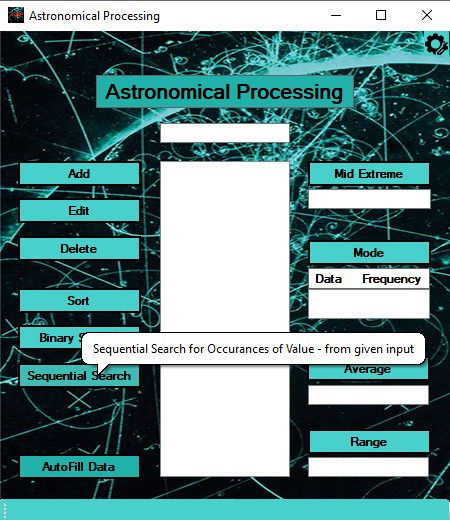 Astronomical Processing
Astronomical Processing
Add
Mid Extreme
Edit
Delete
Mode
Data Frequency
Sort
Binary S
Sequential Search for Occurances of Value - from given input
Average
Sequential Search
Range
AutoFill Data